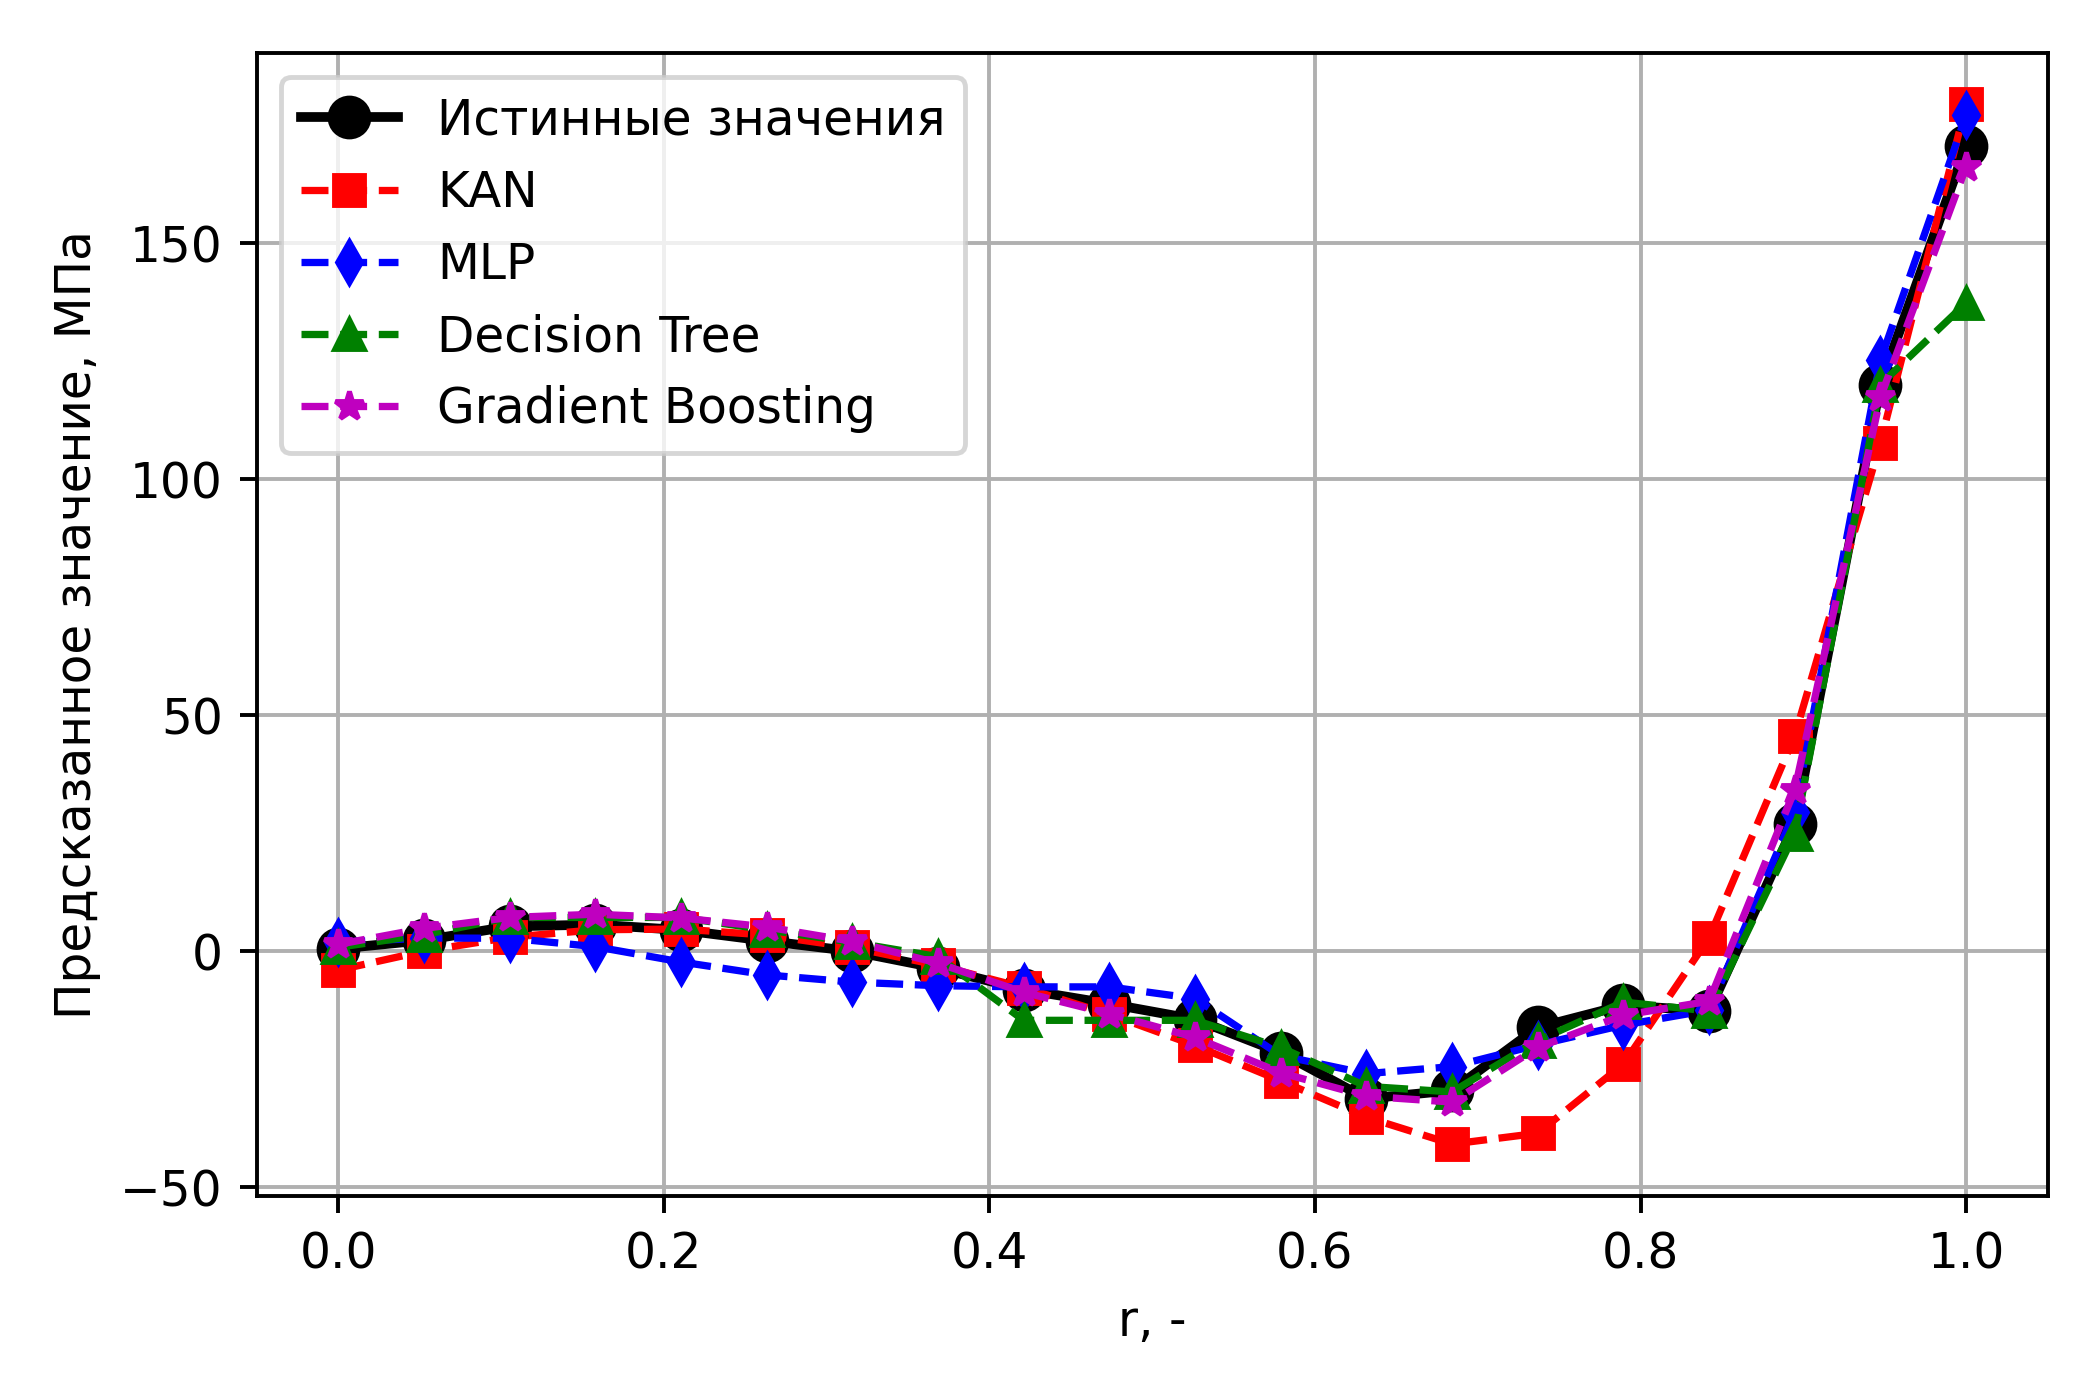 Истинные значения
KAN
MLP
Decision Tree
Gradient Boosting
Предсказанное значение, МПа
150
100
50
0
−50
0.0 0.2 0.4 0.6 0.8 1.0
r, -